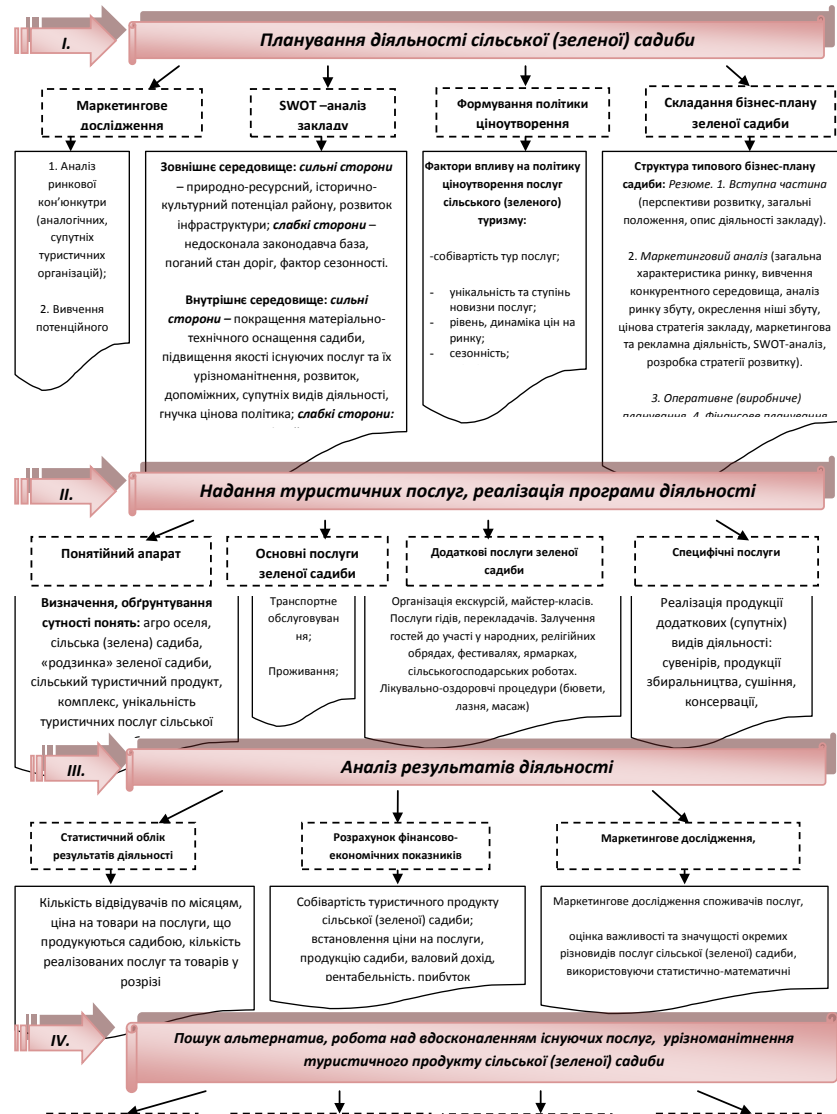 I.
Планування діяльності сільської (зеленої) садиби
Маркетингове
дослідження
SWOT –аналіз
закладу
Формування політики
ціноутворення
Складання бізнес-плану
зеленої садиби
1. Аналіз
ринкової
кон’юнктри
(аналогічних,
супутніх
туристичних
організацій);
2. Вивчення
потенційного
Зовнішнє середовище: сильні сторони
– природно-ресурсний, історично-
культурний потенціал району, розвиток
інфраструктури; слабкі сторони –
недосконала законодавча база,
поганий стан доріг, фактор сезонності.
Внутрішнє середовище: сильні
сторони – покращення матеріально-
технічного оснащення садиби,
підвищення якості існуючих послуг та їх
урізноманітнення, розвиток,
допоміжних, супутніх видів діяльності,
гнучка цінова політика; слабкі сторони:
Фактори впливу на політику
ціноутворення послуг
сільського (зеленого)
туризму:
-собівартість тур послуг;
- унікальність та ступінь
новизни послуг;
- рівень, динаміка цін на
ринку;
- сезонність;
Структура типового бізнес-плану
садиби: Резюме. 1. Вступна частина
(перспективи розвитку, загальні
положення, опис діяльності закладу).
2. Маркетинговий аналіз (загальна
характеристика ринку, вивчення
конкурентного середовища, аналіз
ринку збуту, окреслення ніші збуту,
цінова стратегія закладу, маркетингова
та рекламна діяльність, SWOT-аналіз,
розробка стратегії розвитку).
3. Оперативне (виробниче)
планування. 4. Фінансове планування
II.
Надання туристичних послуг, реалізація програми діяльності
Понятійний апарат
Основні послуги
зеленої садиби
Додаткові послуги зеленої
садиби
Специфічні послуги
Визначення, обґрунтування
сутності понять: агро оселя,
сільська (зелена) садиба,
«родзинка» зеленої садиби,
сільський туристичний продукт,
комплекс, унікальність
туристичних послуг сільської
Транспортне
обслуговуван
ня;
Проживання;
Організація екскурсій, майстер-класів.
Послуги гідів, перекладачів. Залучення
гостей до участі у народних, релігійних
обрядах, фестивалях, ярмарках,
сільськогосподарських роботах.
Лікувально-оздоровчі процедури (бювети,
лазня, масаж)
Реалізація продукції
додаткових (супутніх)
видів діяльності:
сувенірів, продукції
збиральництва, сушіння,
консервації,
III.
Аналіз результатів діяльності
Статистичний облік
результатів діяльності
Розрахунок фінансово-
економічних показників
Маркетингове дослідження,
Кількість відвідувачів по місяцям,
ціна на товари на послуги, що
продукуються садибою, кількість
реалізованих послуг та товарів у
розрізі
Собівартість туристичного продукту
сільської (зеленої) садиби;
встановлення ціни на послуги,
продукцію садиби, валовий дохід,
рентабельність, прибуток
Маркетингове дослідження споживачів послуг,
оцінка важливості та значущості окремих
різновидів послуг сільської (зеленої) садиби,
використовуючи статистично-математичні
IV.
Пошук альтернатив, робота над вдосконаленням існуючих послуг, урізноманітнення
туристичного продукту сільської (зеленої) садиби